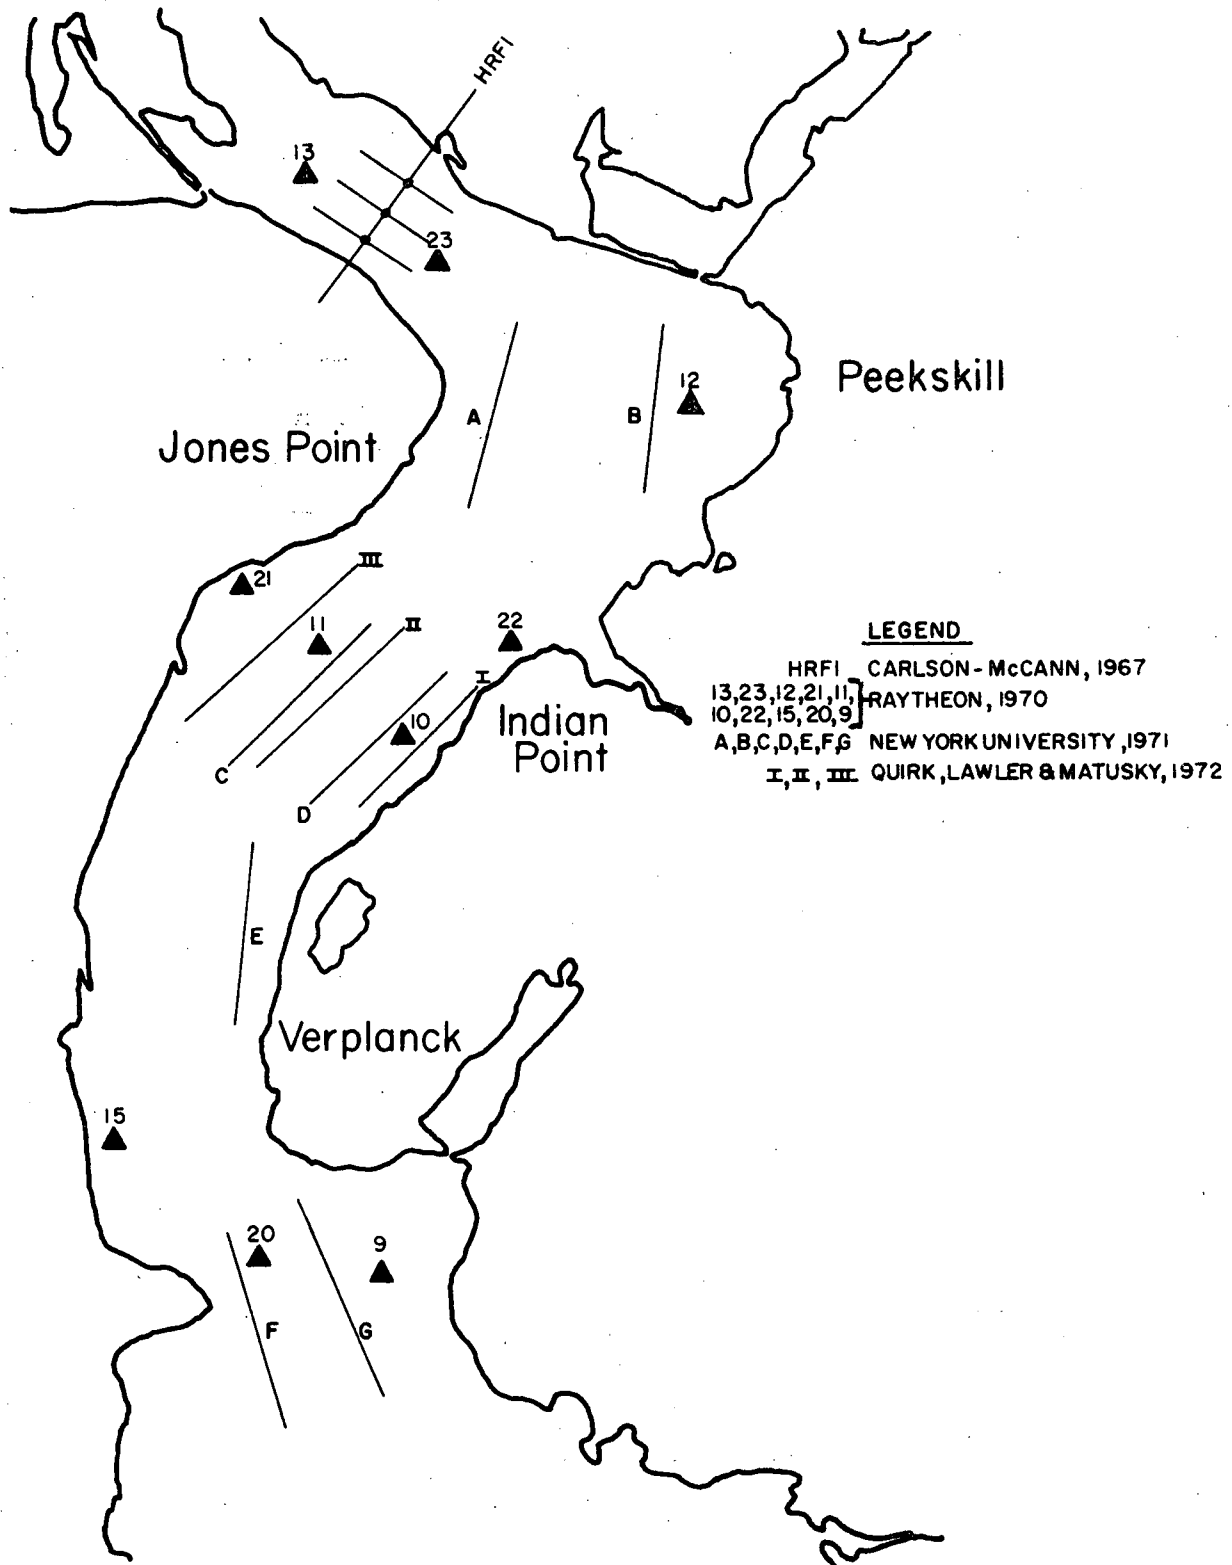 HRFI
13
23
12
Peekskill
A
B
Jones Point
III
21
11
II
22
I
10
Indian
Point
C
D
LEGEND
HRFI CARLSON-McCANN, 1967
13,23,12,21,11,
10,22,15,20,9
RAYTHEON, 1970
A,B,C,D,E,F,G NEW YORK UNIVERSITY, 1971
I, II, III QUIRK, LAWLER & MATUSKY, 1972
E
Verplanck
15
20
9
F
G